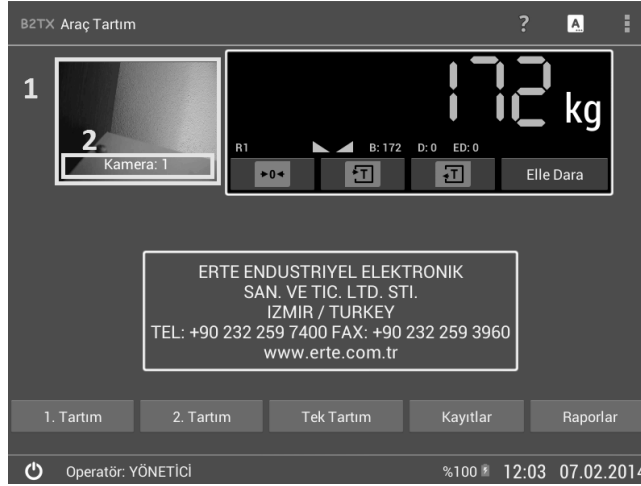 B2TX Araç Tartım
?
A
1
2
Kamera: 1
172 kg
R1
B: 172 D: 0 ED: 0
→0←
T
T
Elle Dara
ERTE ENDUSTRIYEL ELEKTRONIK
SAN. VE TIC. LTD. STI.
IZMIR / TURKEY
TEL: +90 232 259 7400 FAX: +90 232 259 3960
www.erte.com.tr
1. Tartım
2. Tartım
Tek Tartım
Kayıtlar
Raporlar
Operatör: YÖNETİCİ
%100
12:03 07.02.2014